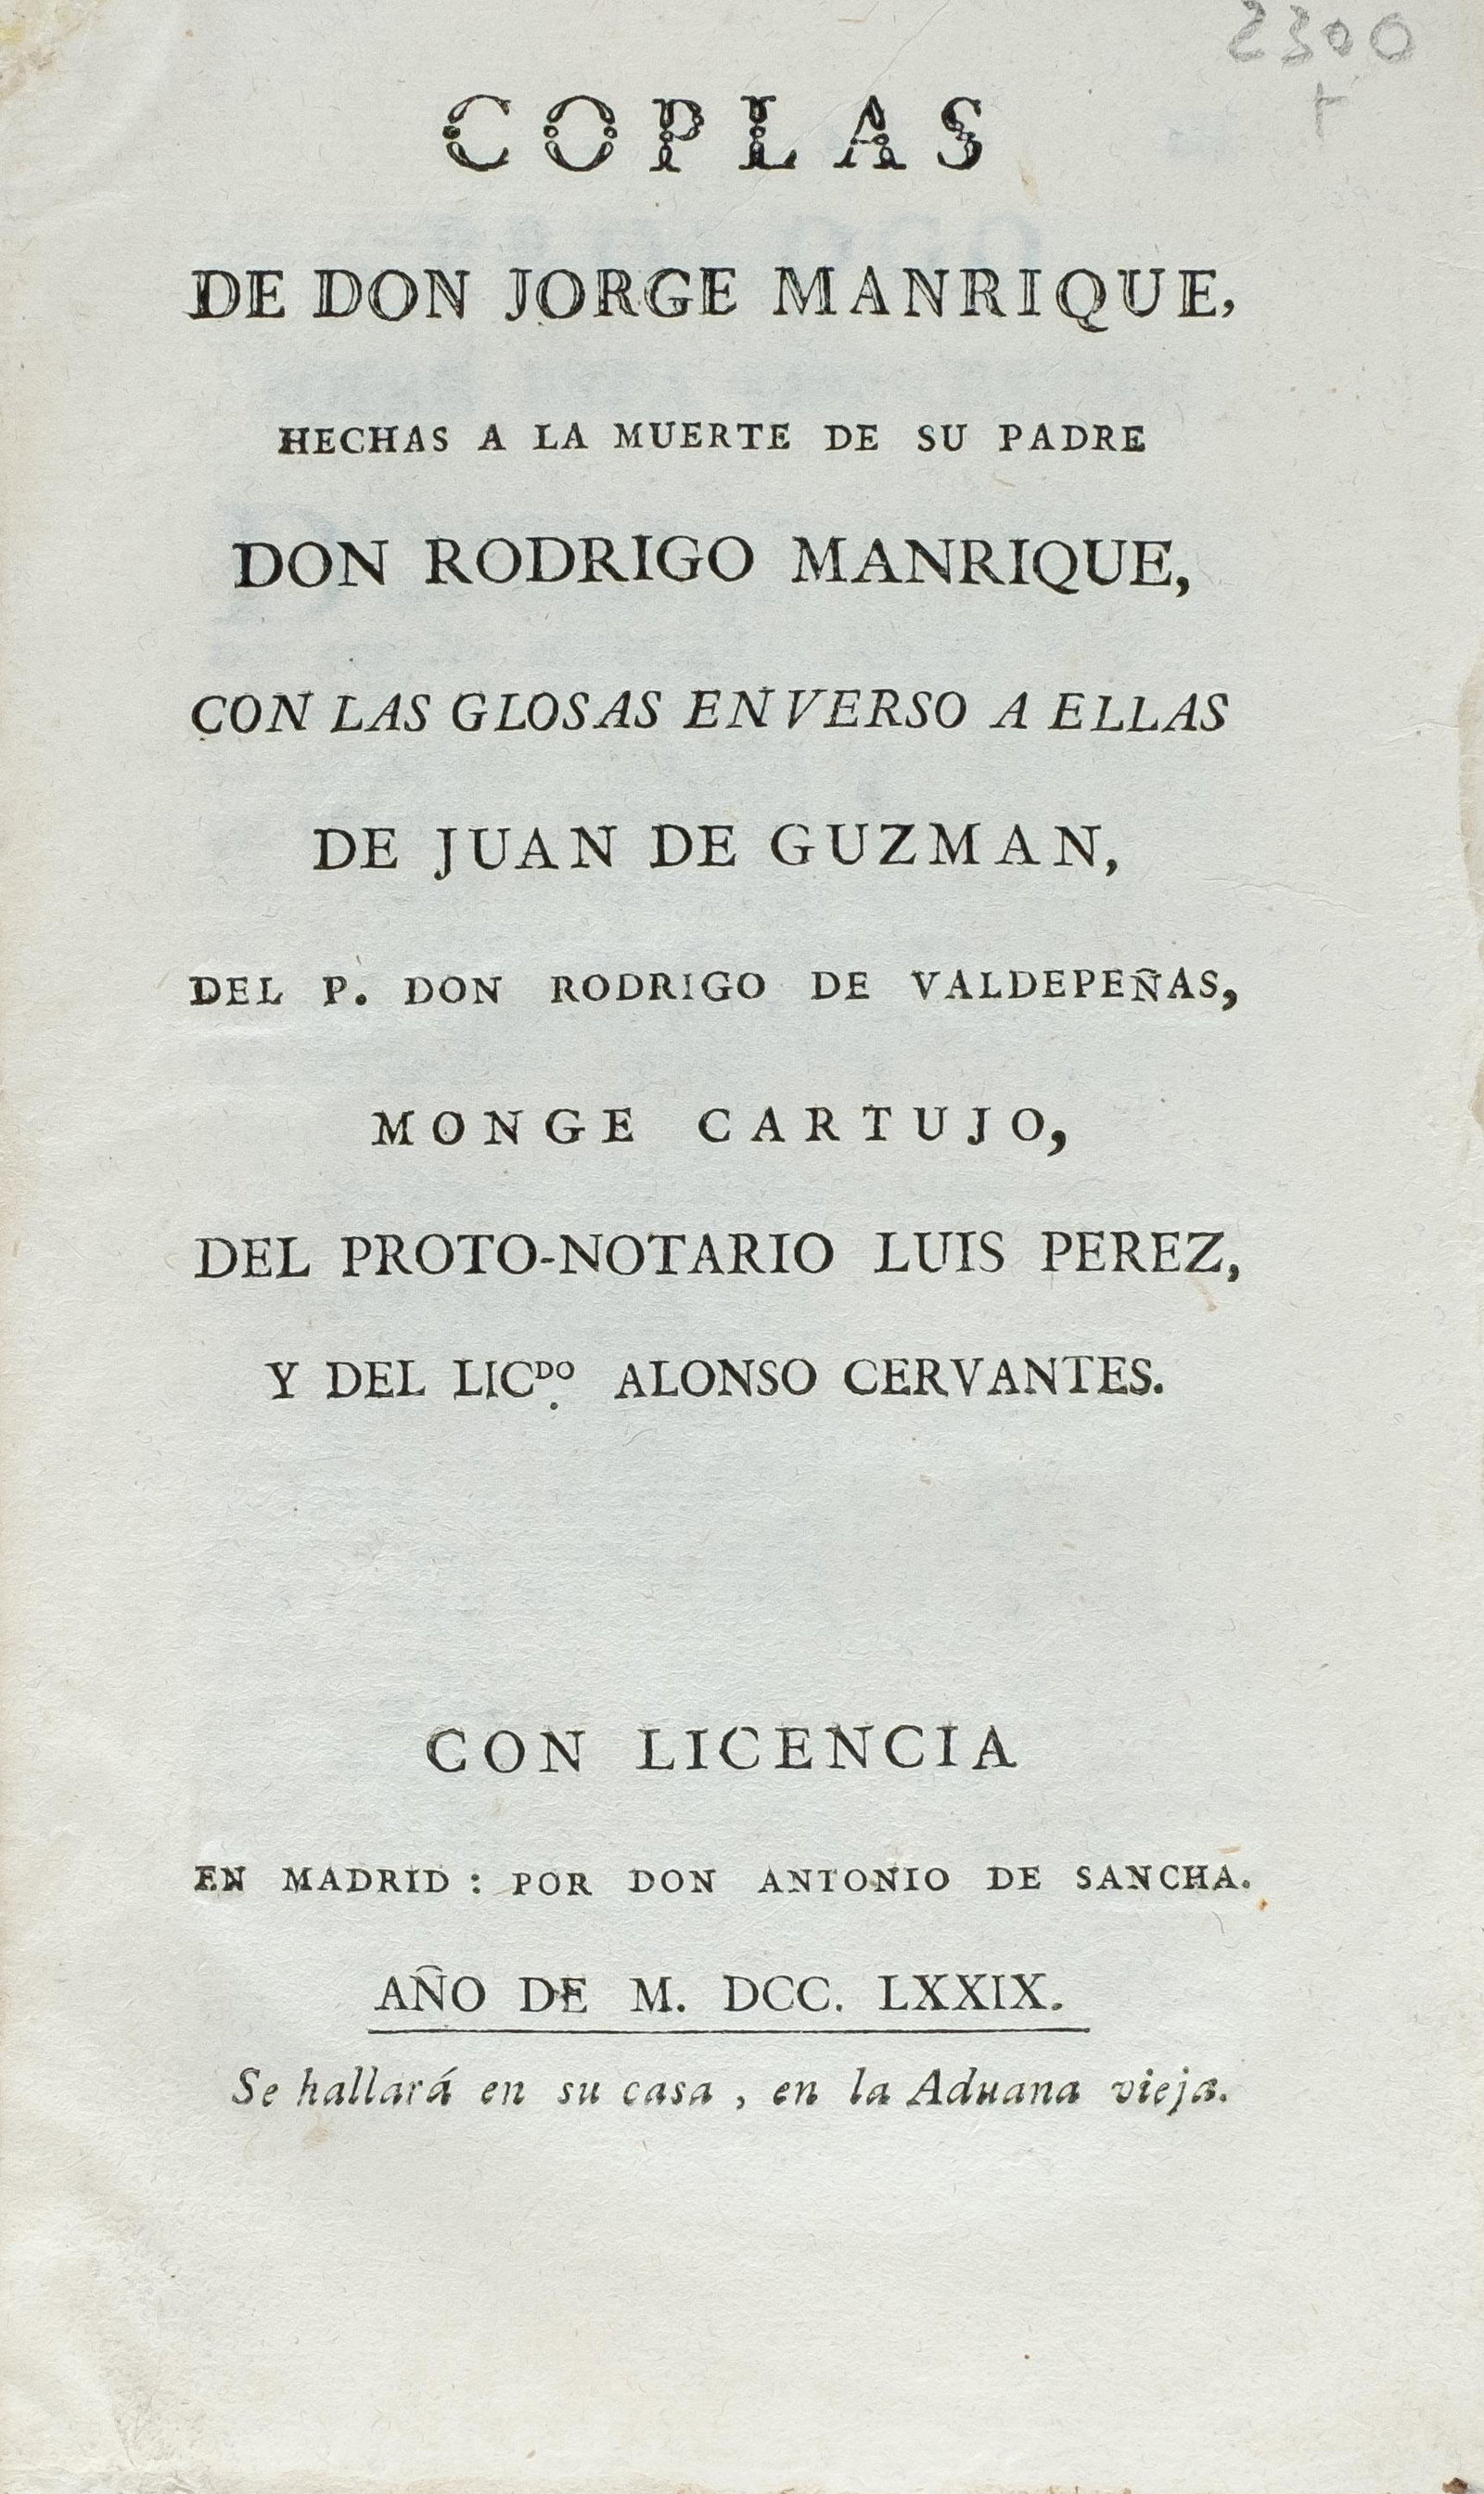 2300
COPLAS
DE DON JORGE MANRIQUE,
HECHAS A LA MUERTE DE SU PADRE
DON RODRIGO MANRIQUE,
CON LAS GLOSAS EN VERSO A ELLAS
DE JUAN DE GUZMAN,
DEL P. DON RODRIGO DE VALDEPEÑAS,
MONGE CARTUJO,
DEL PROTO-NOTARIO LUIS PEREZ,
Y DEL LIC.ᴰᴼ ALONSO CERVANTES.
CON LICENCIA
EN MADRID : POR DON ANTONIO DE SANCHA.
AÑO DE M. DCC. LXXIX.
Se hallará en su casa , en la Aduana vieja.